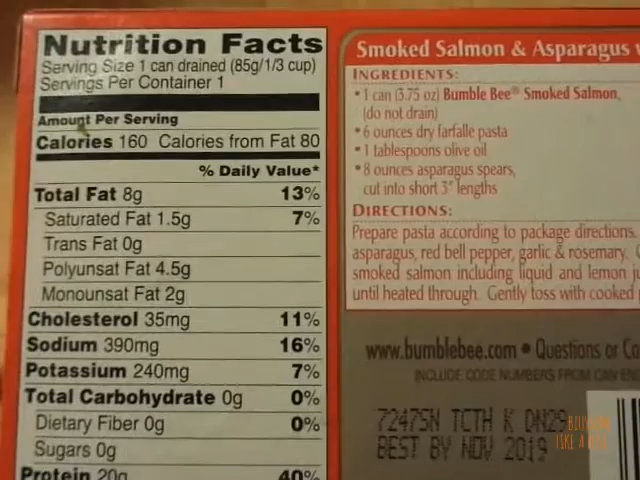 Nutrition Facts
Serving Size 1 can drained (85g/1/3 cup)
Servings Per Container 1
Amount Per Serving
Calories 160 Calories from Fat 80
% Daily Value*
Total Fat 8g 13%
Saturated Fat 1.5g 7%
Trans Fat 0g
Polyunsat Fat 4.5g
Monounsat Fat 2g
Cholesterol 35mg 11%
Sodium 390mg 16%
Potassium 240mg 7%
Total Carbohydrate 0g 0%
Dietary Fiber 0g 0%
Sugars 0g
Protein 20g 40%
Smoked Salmon & Asparagus
INGREDIENTS:
• 1 can (3.75 oz) Bumble Bee® Smoked Salmon,
(do not drain)
• 6 ounces dry farfalle pasta
• 1 tablespoons olive oil
• 8 ounces asparagus spears,
cut into short 3" lengths
DIRECTIONS:
Prepare pasta according to package directions.
asparagus, red bell pepper, garlic & rosemary.
smoked salmon including liquid and lemon
until heated through. Gently toss with cooked
www.bumblebee.com • Questions or
INCLUDE CODE NUMBERS FROM CAN
7247SN TCTH K DN29
BEST BY NOV 2019
LIKE A